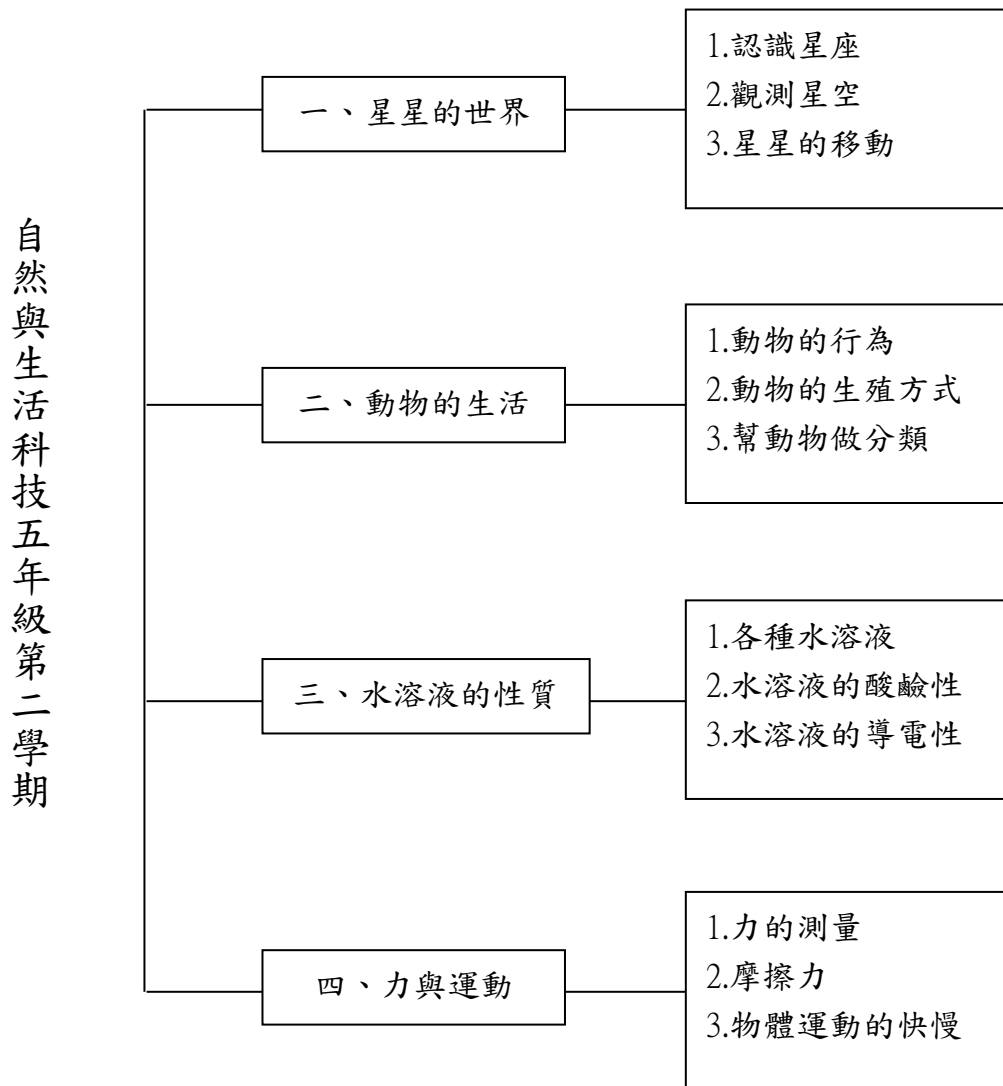 自然與生活科技五年級第二學期
一、星星的世界
1.認識星座
2.觀測星空
3.星星的移動
二、動物的生活
1.動物的行為
2.動物的生殖方式
3.幫動物做分類
三、水溶液的性質
1.各種水溶液
2.水溶液的酸鹼性
3.水溶液的導電性
四、力與運動
1.力的測量
2.摩擦力
3.物體運動的快慢